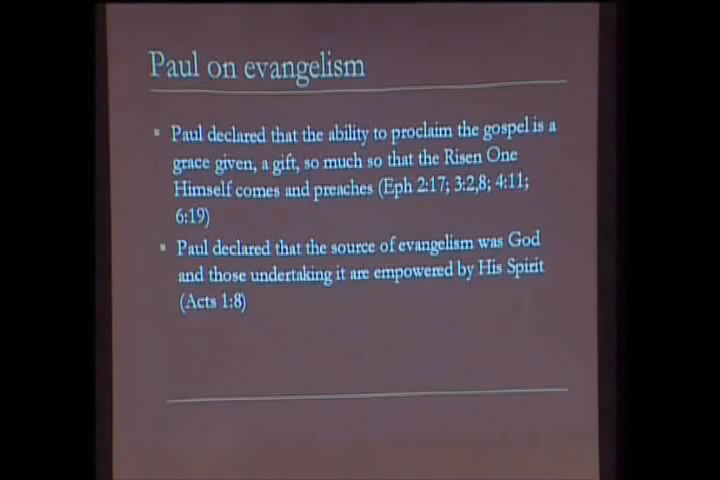 Paul on evangelism
Paul declared that the ability to proclaim the gospel is a
grace given, a gift, so much so that the Risen One
Himself comes and preaches (Eph 2:17; 3:2,8; 4:11;
6:19)
Paul declared that the source of evangelism was God
and those undertaking it are empowered by His Spirit
(Acts 1:8)